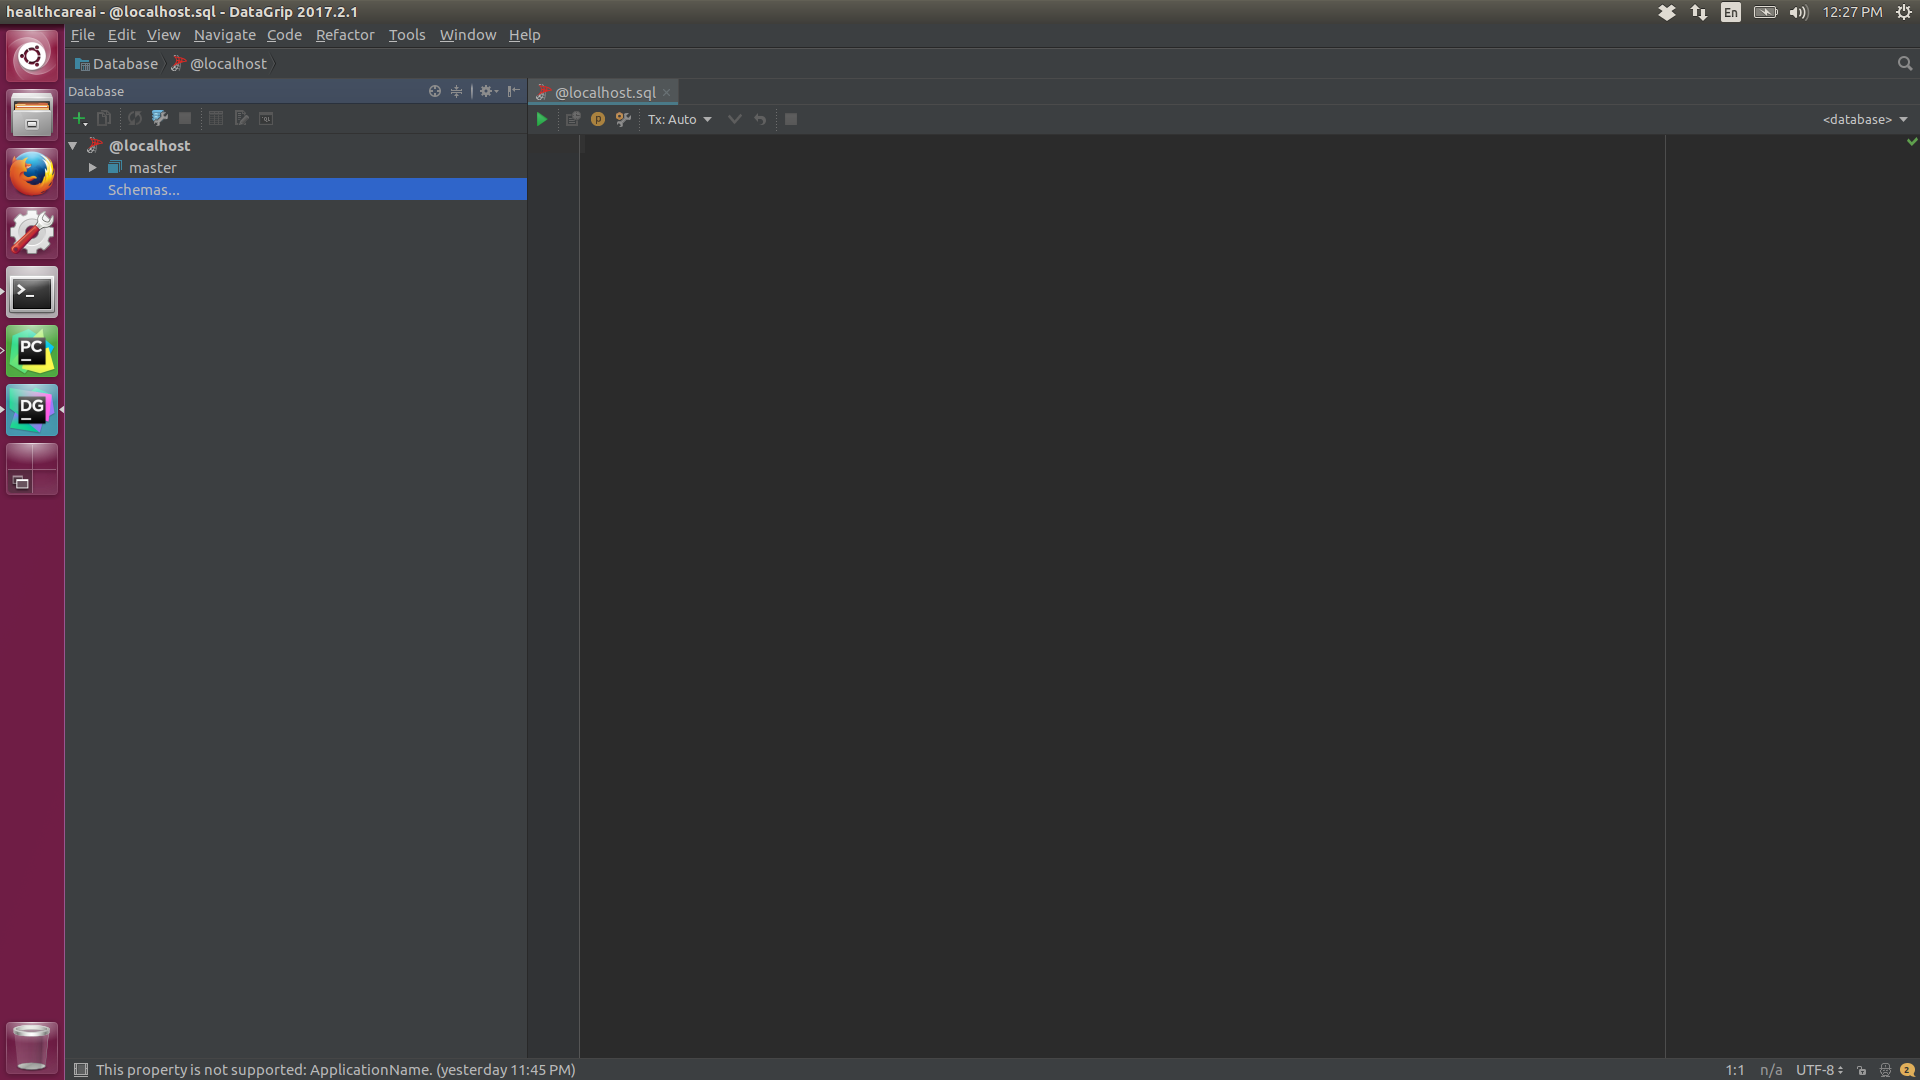 healthcareai - @localhost.sql - DataGrip 2017.2.1
En
12:27 PM
File Edit View Navigate Code Refactor Tools Window Help
Database @localhost
Database
@localhost.sql
Tx: Auto
<database>
@localhost
master
Schemas...
PC
DG
This property is not supported: ApplicationName. (yesterday 11:45 PM)
1:1 n/a UTF-8 2